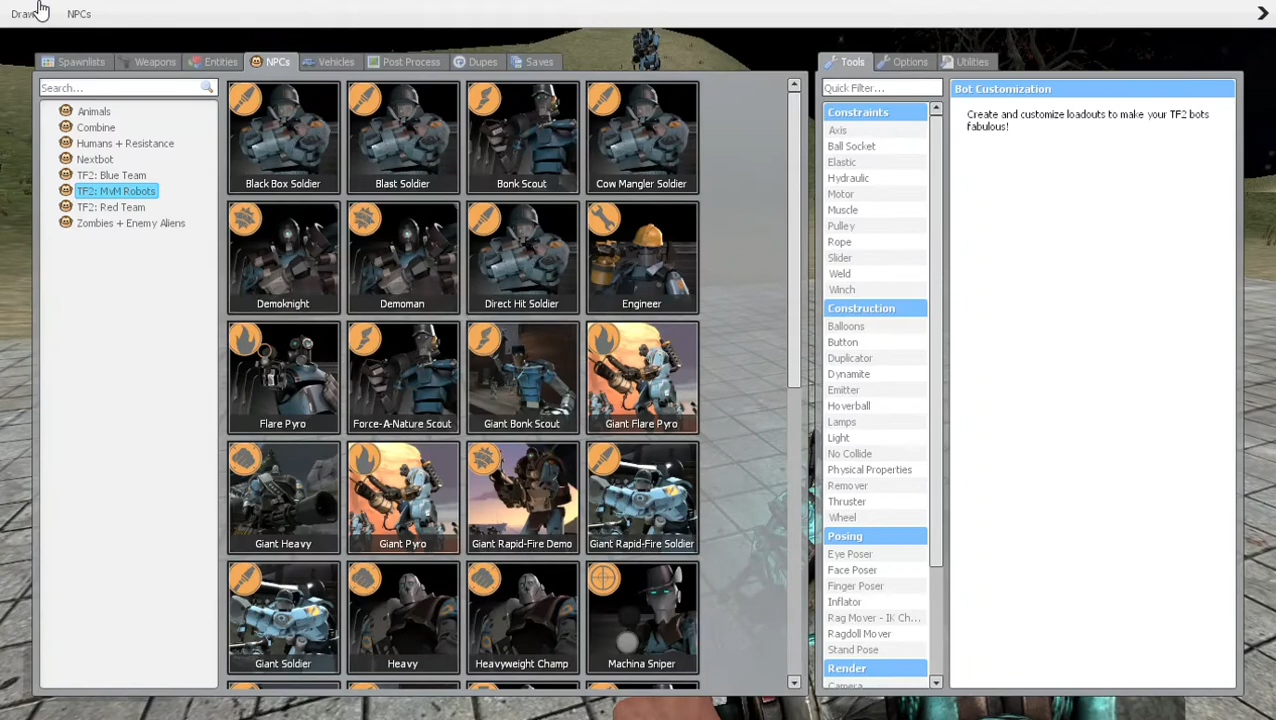 Draw
NPCs
Spawnlists
Weapons
Entities
NPCs
Vehicles
Post Process
Dupes
Saves
Search...
Animals
Combine
Humans + Resistance
Nextbot
TF2: Blue Team
TF2: MvM Robots
TF2: Red Team
Zombies + Enemy Aliens
Black Box Soldier
Blast Soldier
Bonk Scout
Cow Mangler Soldier
Demoknight
Demoman
Direct Hit Soldier
Engineer
Flare Pyro
Force-A-Nature Scout
Giant Bonk Scout
Giant Flare Pyro
Giant Heavy
Giant Pyro
Giant Rapid-Fire Demo
Giant Rapid-Fire Soldier
Giant Soldier
Heavy
Heavyweight Champ
Machina Sniper
Tools
Options
Utilities
Quick Filter...
Constraints
Axis
Ball Socket
Elastic
Hydraulic
Motor
Muscle
Pulley
Rope
Slider
Weld
Winch
Construction
Balloons
Button
Duplicator
Dynamite
Emitter
Hoverball
Lamps
Light
No Collide
Physical Properties
Remover
Thruster
Wheel
Posing
Eye Poser
Face Poser
Finger Poser
Inflator
Rag Mover - IK Ch...
Ragdoll Mover
Stand Pose
Render
Camera
Bot Customization
Create and customize loadouts to make your TF2 bots
fabulous!